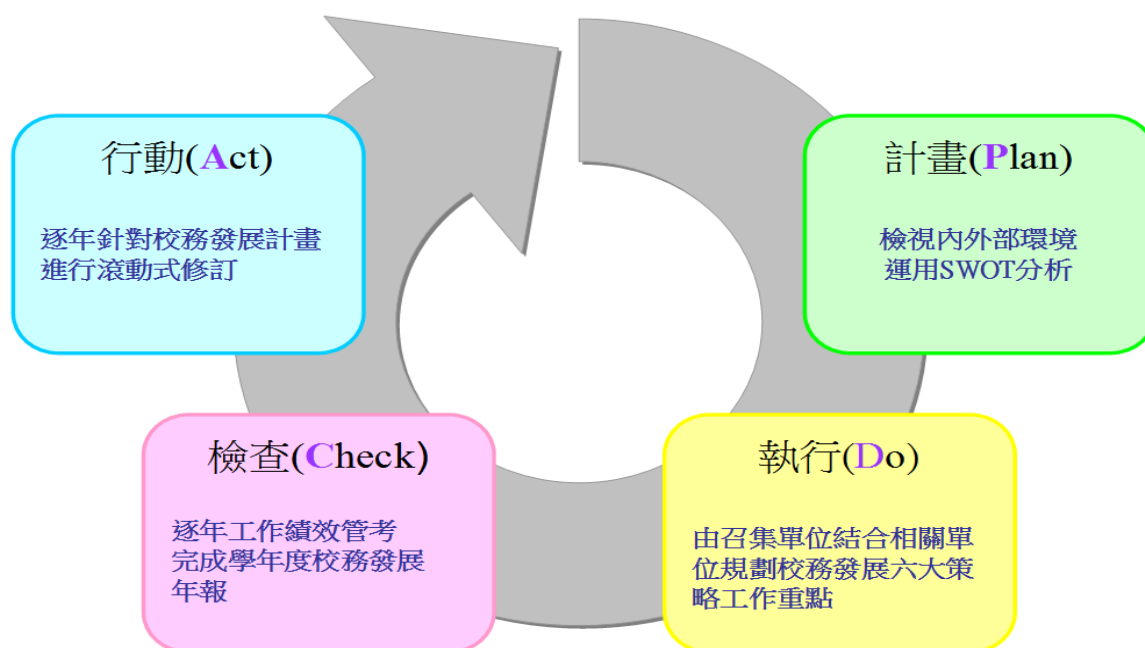 行動(Act)
逐年針對校務發展計畫
進行滾動式修訂
計畫(Plan)
檢視內外部環境
運用SWOT分析
檢查(Check)
逐年工作績效管考
完成學年度校務發展
年報
執行(Do)
由召集單位結合相關單
位規劃校務發展六大策
略工作重點